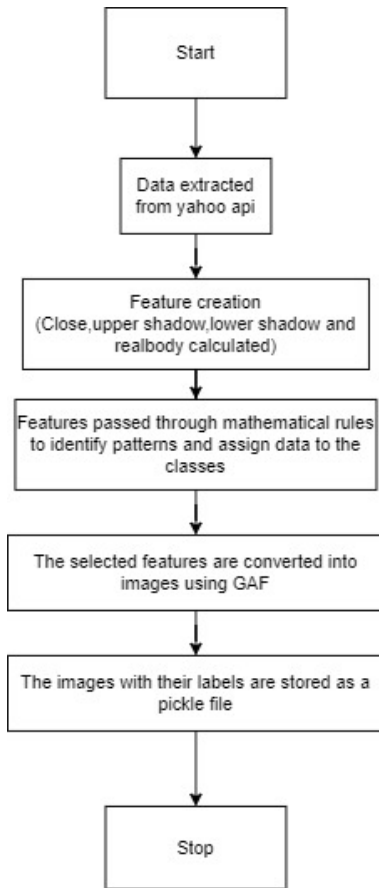 Start
Data extracted
from yahoo api
Feature creation
(Close,upper shadow,lower shadow and
realbody calculated)
Features passed through mathematical rules
to identify patterns and assign data to the
classes
The selected features are converted into
images using GAF
The images with their labels are stored as a
pickle file
Stop